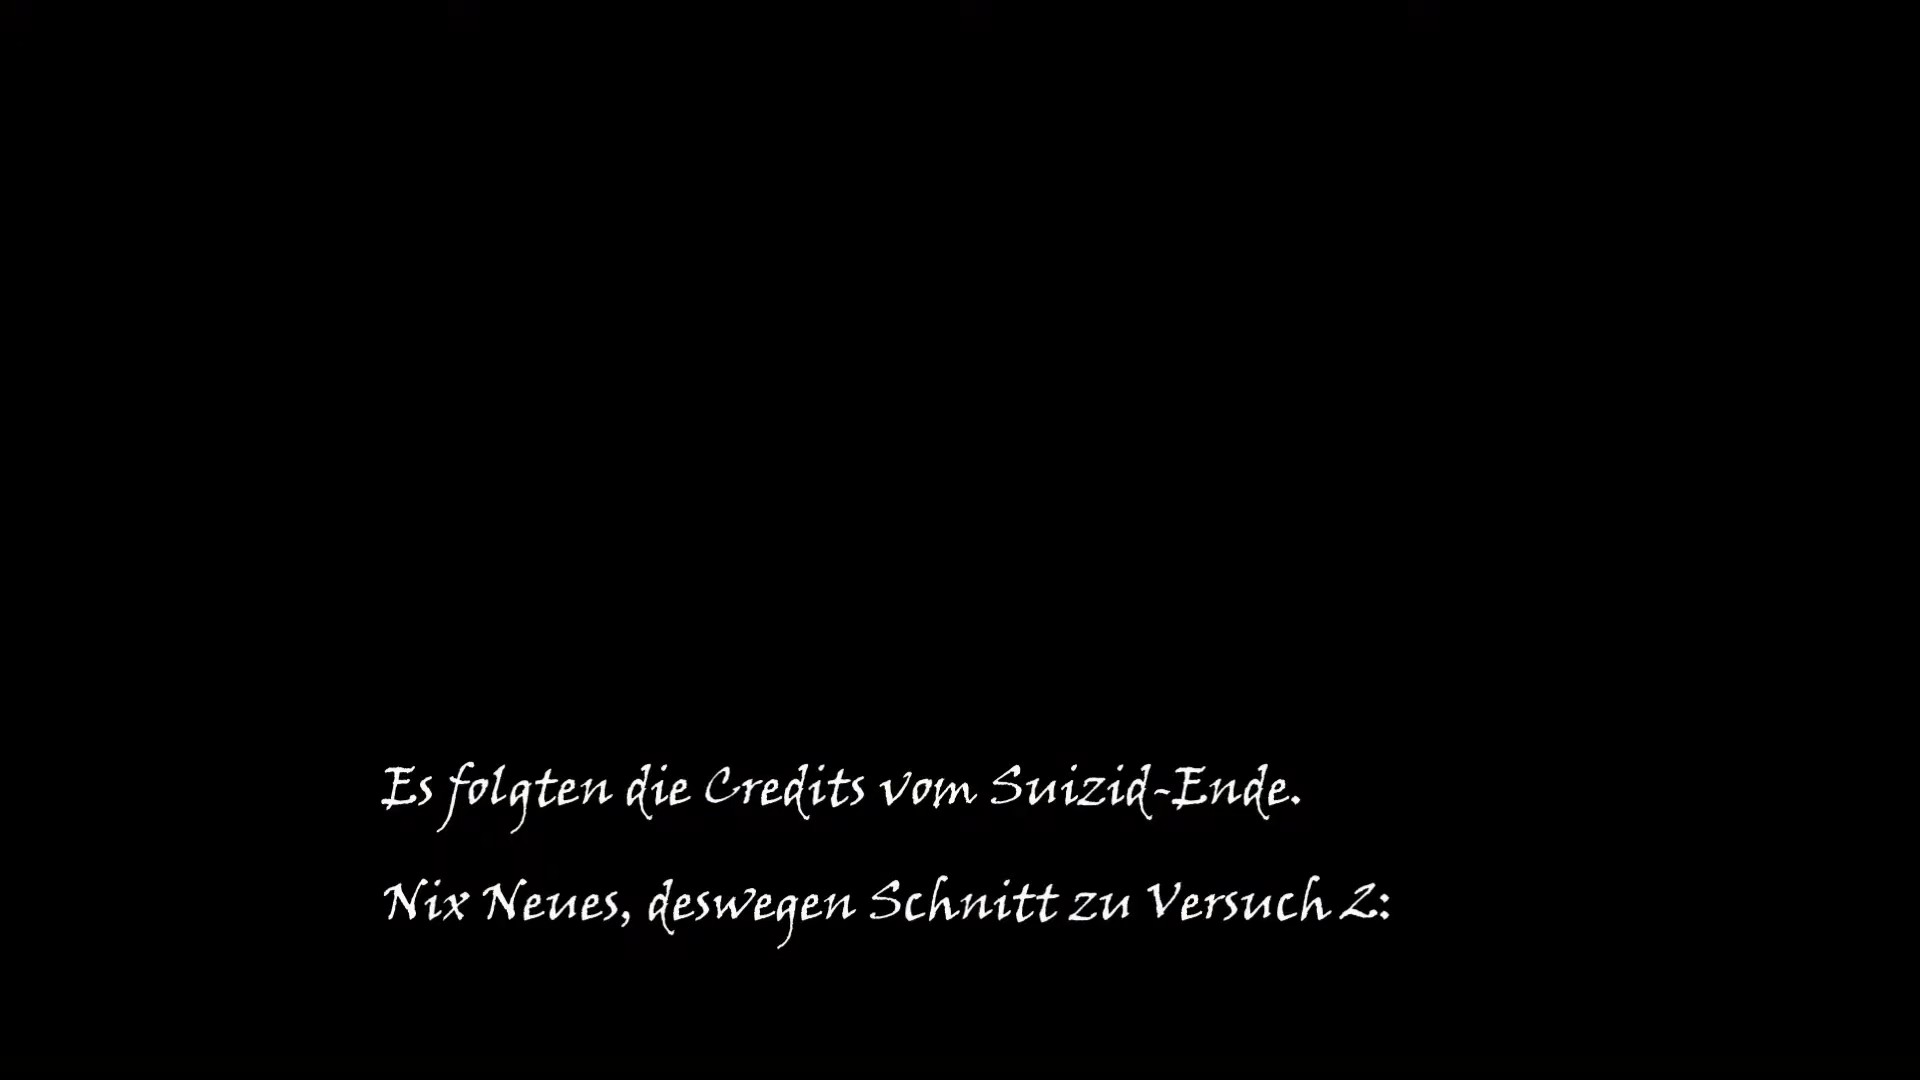 Es folgten die Credits vom Suizid-Ende.
Nix Neues, deswegen Schnitt zu Versuch 2: